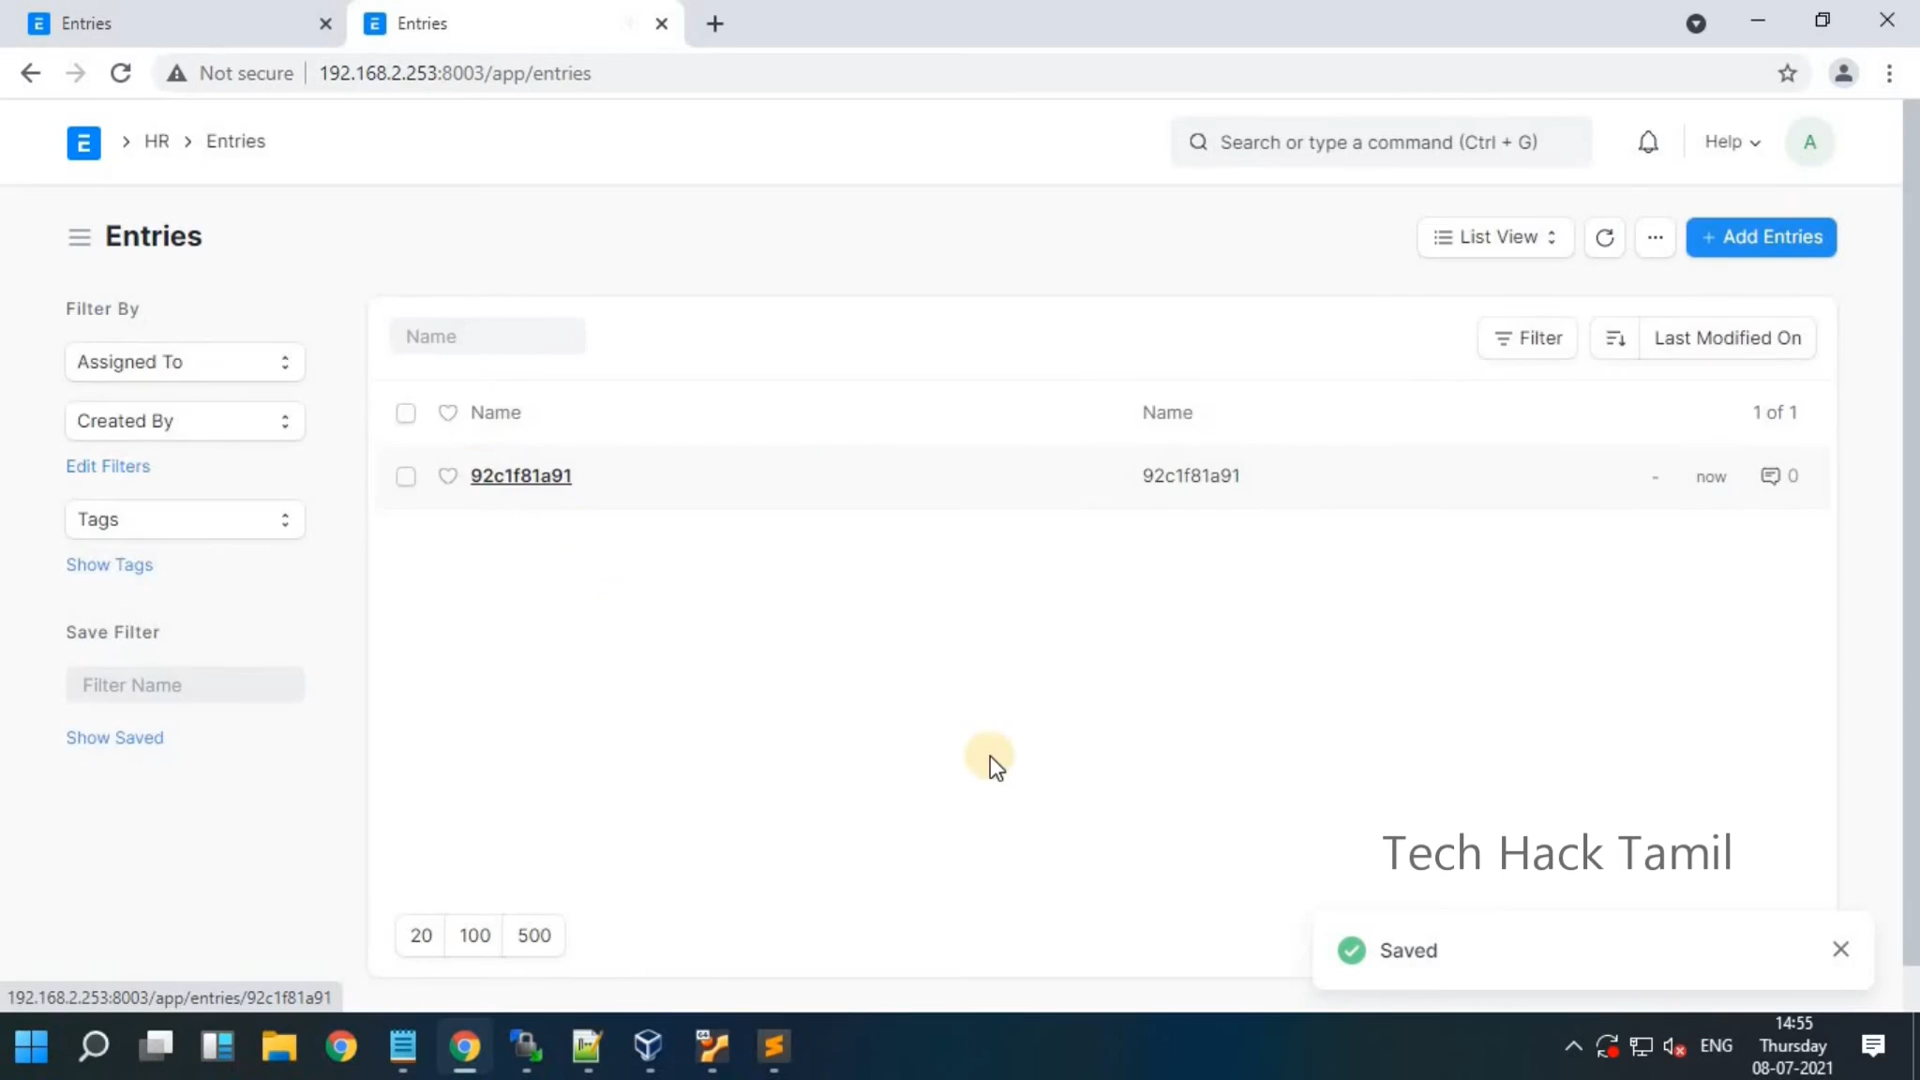 Entries
Entries
Not secure
192.168.2.253:8003/app/entries
HR
Entries
Search or type a command (Ctrl + G)
Help
A
Entries
List View
+ Add Entries
Filter By
Assigned To
Created By
Edit Filters
Tags
Show Tags
Save Filter
Filter Name
Show Saved
Name
Filter
Last Modified On
Name
Name
1 of 1
92c1f81a91
92c1f81a91
-
now
0
Tech Hack Tamil
20
100
500
Saved
192.168.2.253:8003/app/entries/92c1f81a91
ENG
14:55
Thursday
08-07-2021